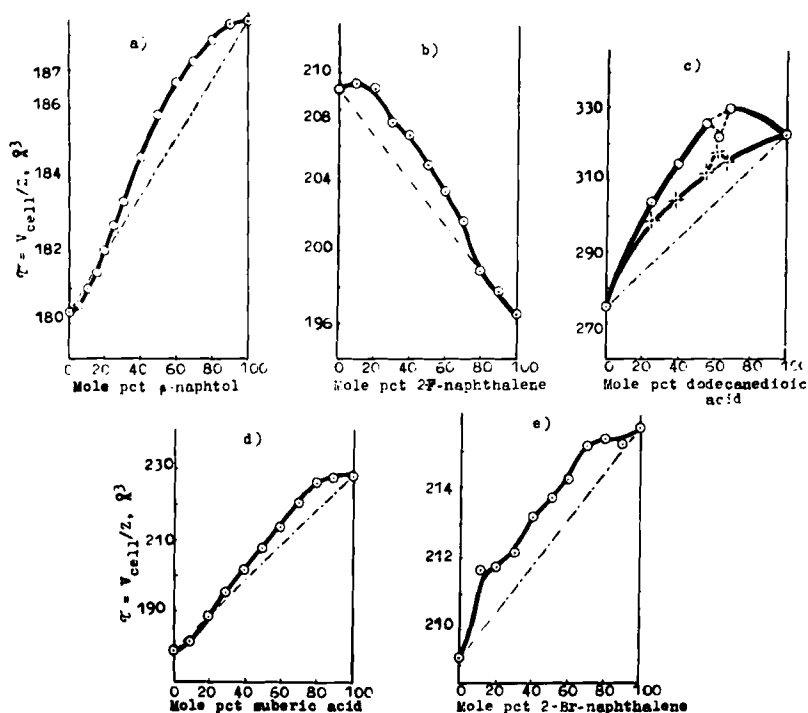 a)
187
186
184
182
180
τ = Vcell/Z, Å³
0 20 40 60 80 100
Mole pct β-naphtol
b)
210
208
204
200
196
0 20 40 60 80 100
Mole pct 2F-naphthalene
c)
330
310
290
270
0 20 40 60 80 100
Mole pct dodecanedioic
acid
d)
230
210
190
τ = Vcell/Z, Å³
0 20 40 60 80 100
Mole pct suberic acid
e)
214
212
210
0 20 40 60 80 100
Mole pct 2-Br-naphthalene